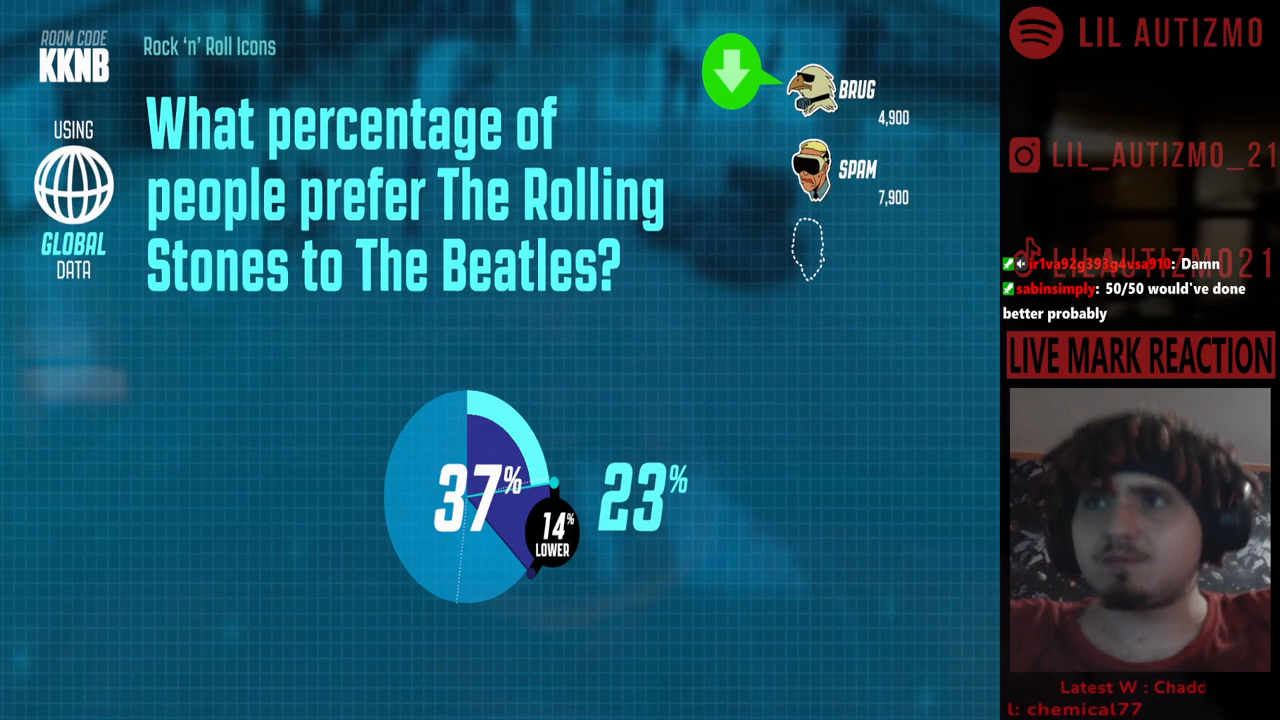 ROOM CODE
KKNB
Rock 'n' Roll Icons
USING
GLOBAL
DATA
What percentage of
people prefer The Rolling
Stones to The Beatles?
BRUG
4,900
SPAM
7,900
37%
14%
LOWER
23%
LIL AUTIZMO
LIL_AUTIZMO_21
LILAUTIZMO21
ir1va92g393g4vsa910: Damn
sabinsimply: 50/50 would've done
better probably
LIVE MARK REACTION
Latest W : Chadd
l: chemical77